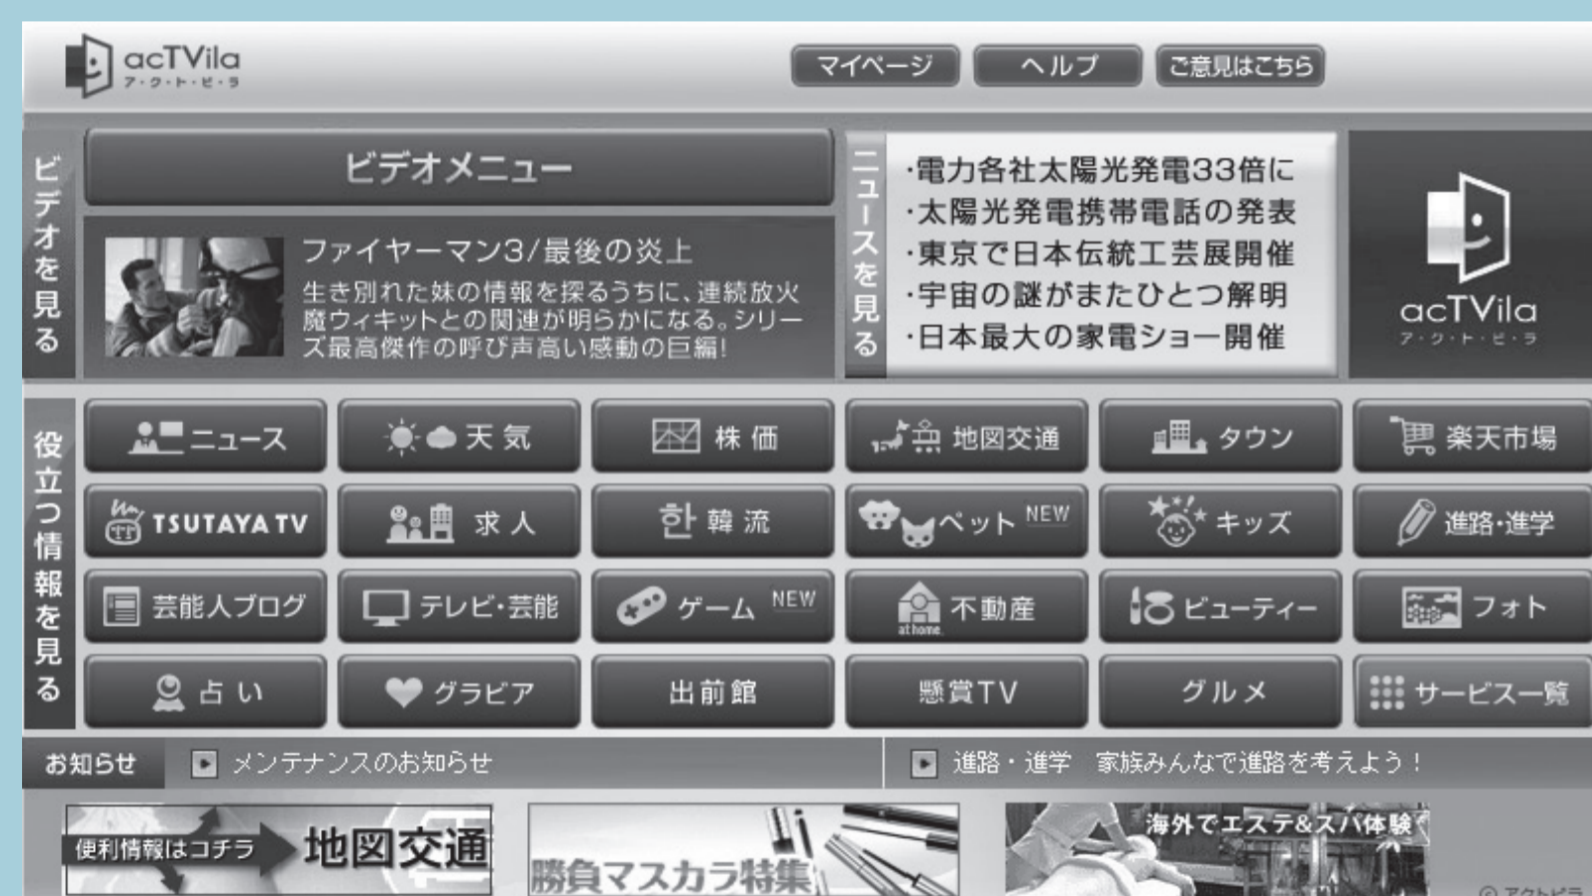 acTVila
ア・ク・ト・ビ・ラ
マイページ
ヘルプ
ご意見はこちら
ビデオを見る
ビデオメニュー
ファイヤーマン3/最後の炎上
生き別れた妹の情報を探るうちに、連続放火
魔ウィキットとの関連が明らかになる。シリー
ズ最高傑作の呼び声高い感動の巨編!
ニュースを見る
・電力各社太陽光発電33倍に
・太陽光発電携帯電話の発表
・東京で日本伝統工芸展開催
・宇宙の謎がまたひとつ解明
・日本最大の家電ショー開催
acTVila
ア・ク・ト・ビ・ラ
役立つ情報を見る
ニュース
天気
株価
地図交通
タウン
楽天市場
TSUTAYA TV
求人
한 韓流
ペット NEW
キッズ
進路・進学
芸能人ブログ
テレビ・芸能
ゲーム NEW
at home 不動産
ビューティー
フォト
占い
グラビア
出前館
懸賞TV
グルメ
サービス一覧
お知らせ
メンテナンスのお知らせ
進路・進学　家族みんなで進路を考えよう!
便利情報はコチラ
地図交通
勝負マスカラ特集
海外でエステ&スパ体験
© アクトビラ